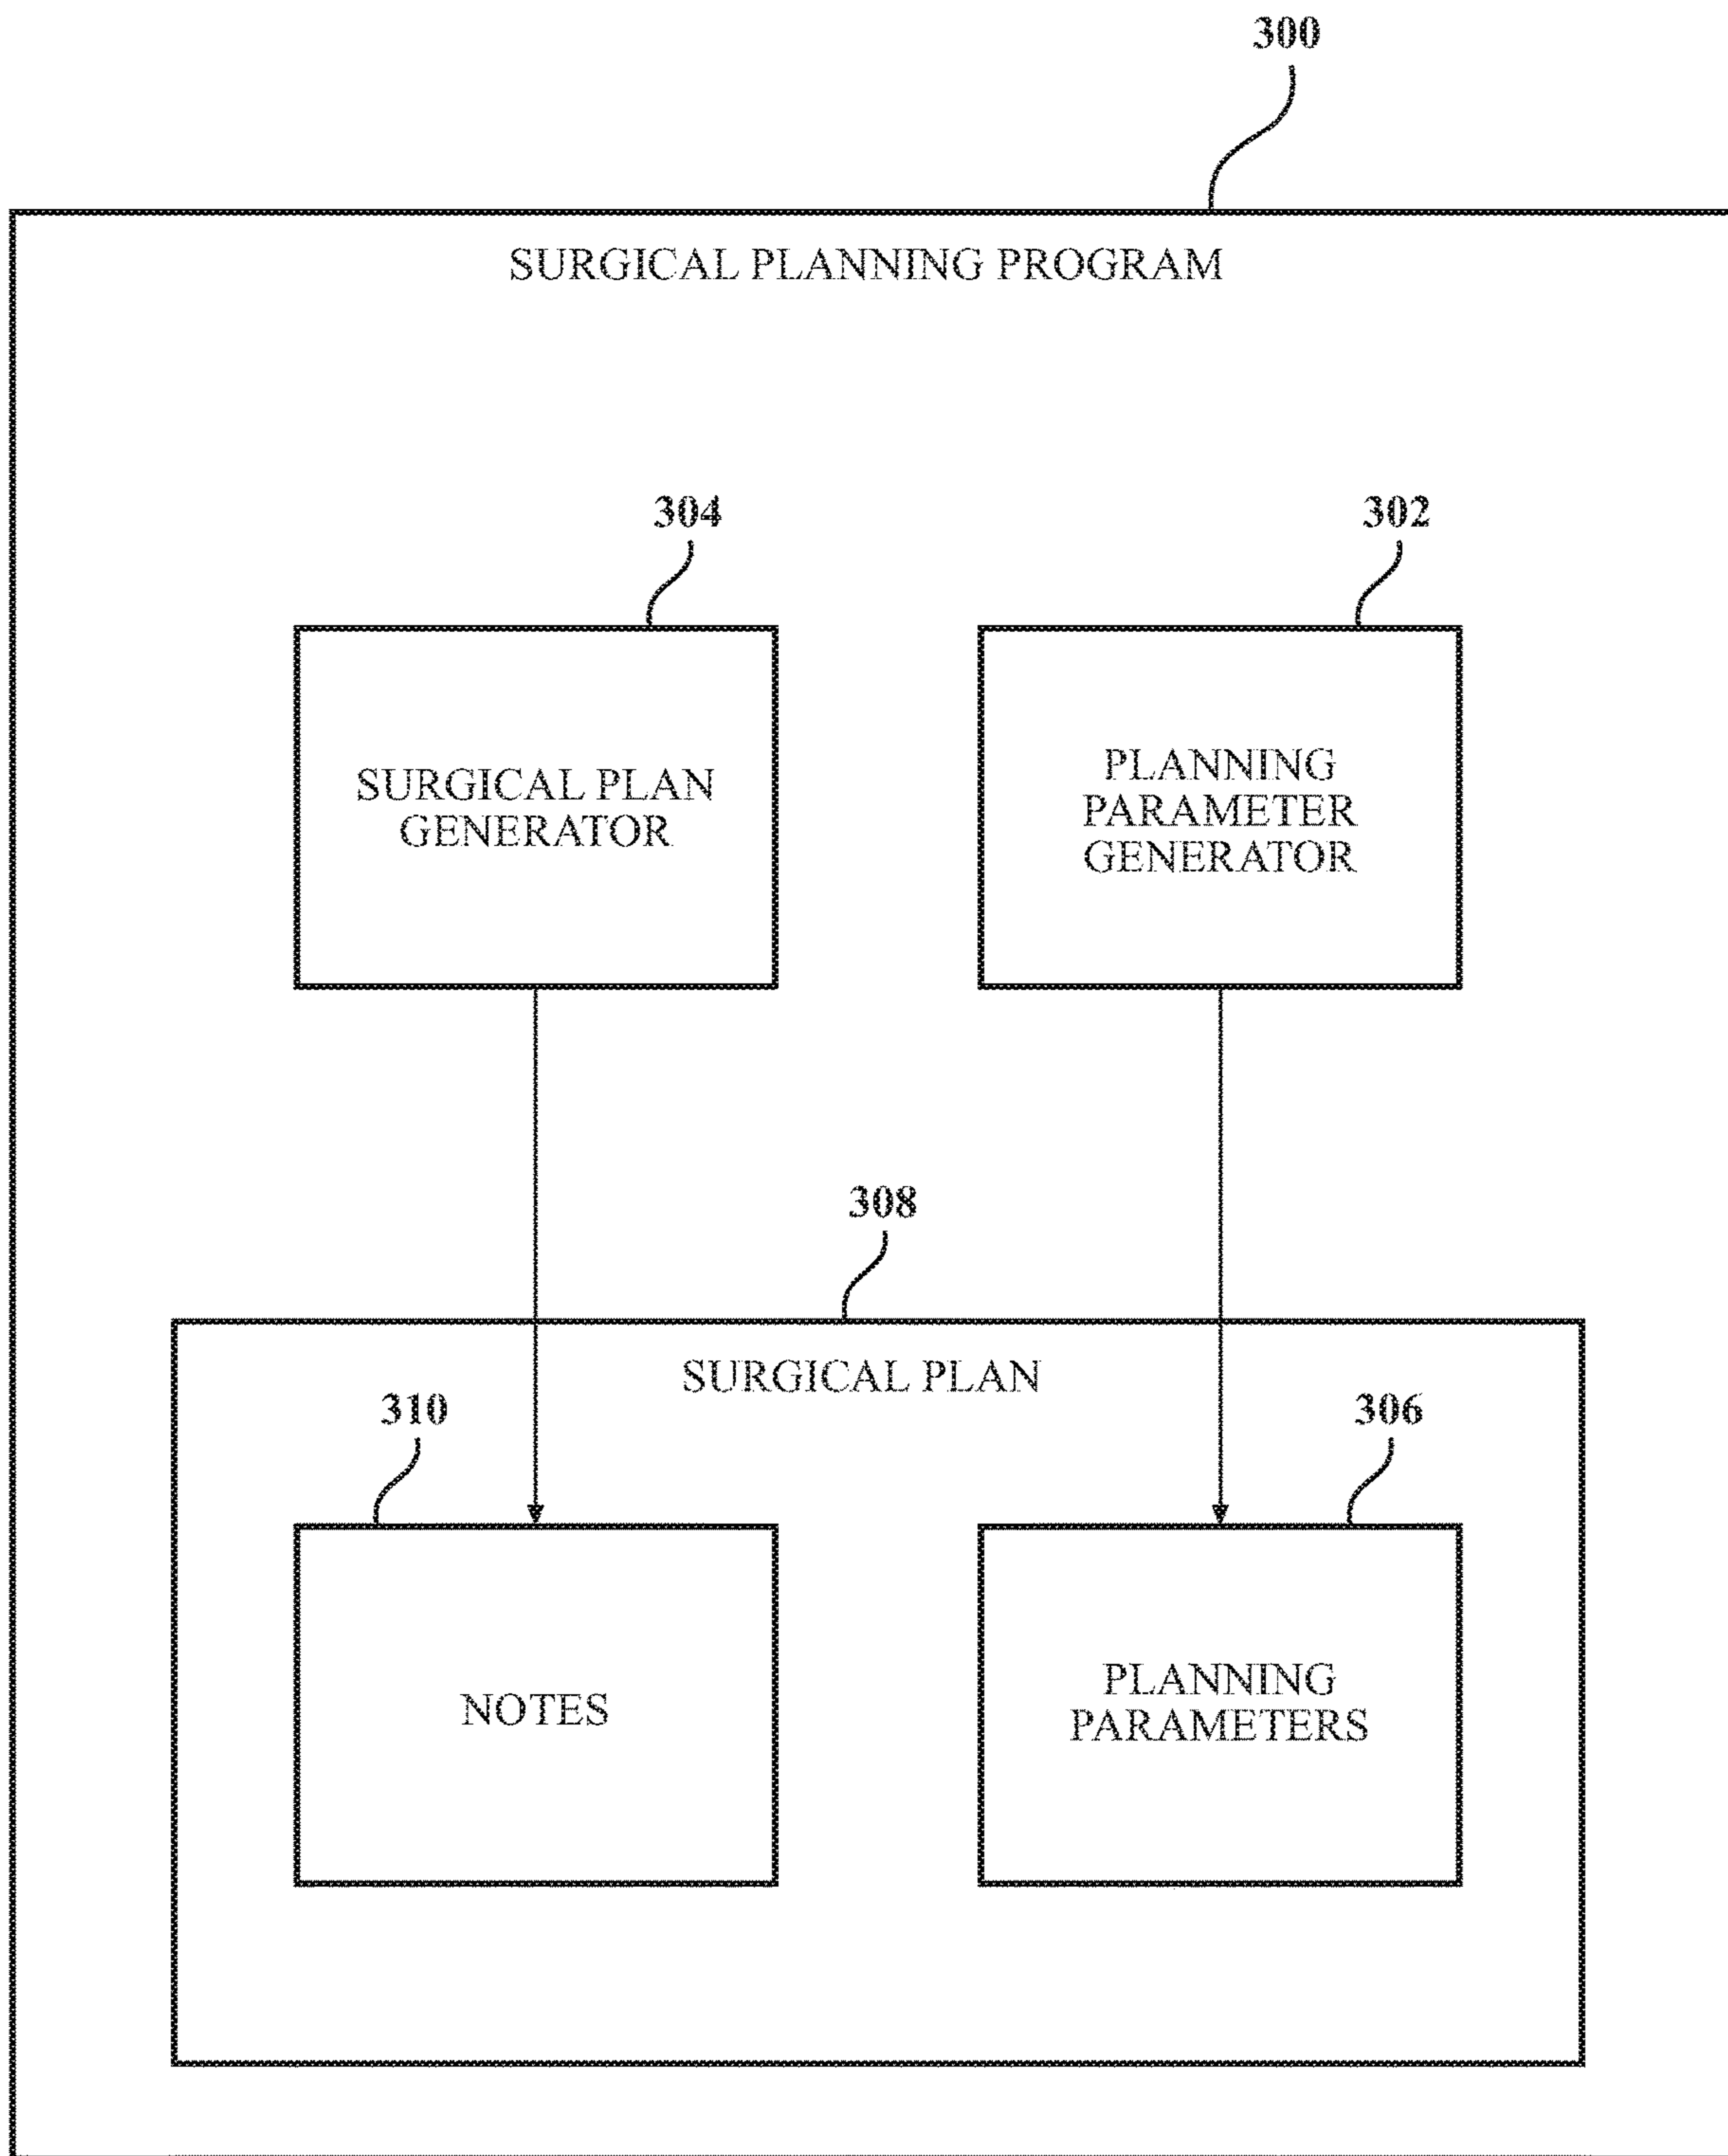 300
SURGICAL PLANNING PROGRAM
304
302
SURGICAL PLAN
GENERATOR
PLANNING
PARAMETER
GENERATOR
308
SURGICAL PLAN
310
306
NOTES
PLANNING
PARAMETERS